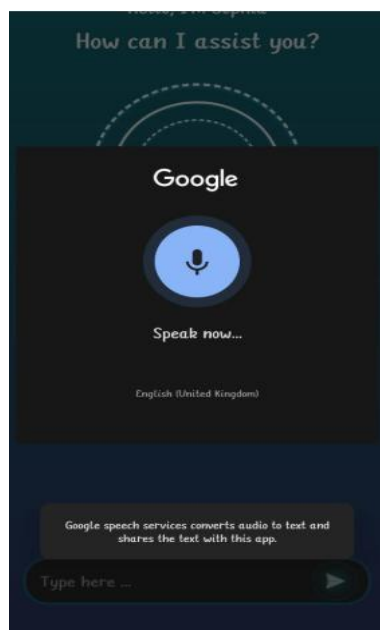 How can I assist you?
Google
Speak now...
English (United Kingdom)
Google speech services converts audio to text and
shares the text with this app.
Type here ...